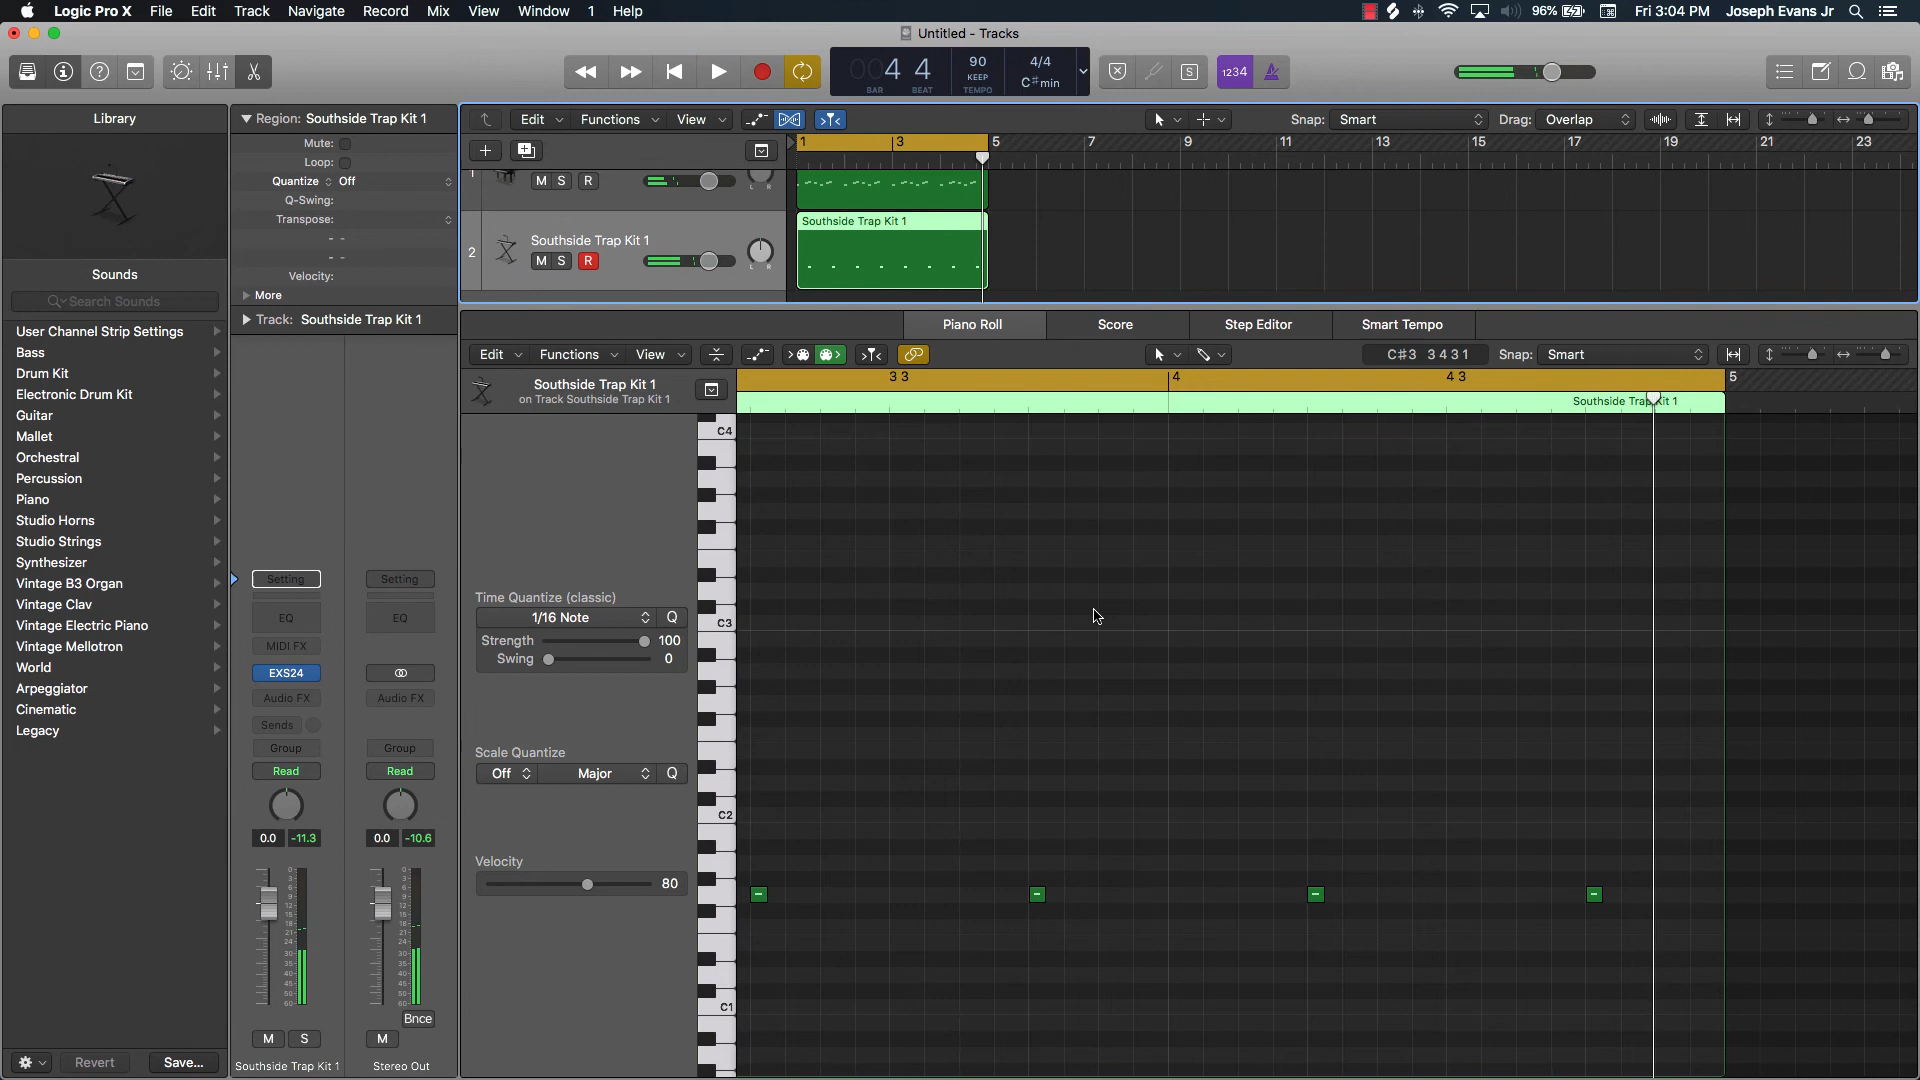 Logic Pro X File Edit Track Navigate Record Mix View Window 1 Help 96% Fri 3:04 PM Joseph Evans Jr
Untitled - Tracks
4 4 90 4/4
KEEP C#min
BAR BEAT TEMPO
S 1234
Library
Region: Southside Trap Kit 1
Edit Functions View Snap: Smart Drag: Overlap
Mute:
Loop:
Quantize Off
Q-Swing:
Transpose:
Velocity:
More
Track: Southside Trap Kit 1
1 3 5 7 9 11 13 15 17 19 21 23
1 M S R L R
Southside Trap Kit 1
2 Southside Trap Kit 1
M S R L R
Sounds
Search Sounds
User Channel Strip Settings
Bass
Drum Kit
Electronic Drum Kit
Guitar
Mallet
Orchestral
Percussion
Piano
Studio Horns
Studio Strings
Synthesizer
Vintage B3 Organ
Vintage Clav
Vintage Electric Piano
Vintage Mellotron
World
Arpeggiator
Cinematic
Legacy
Revert Save...
Setting Setting
EQ EQ
MIDI FX
EXS24
Audio FX Audio FX
Sends
Group Group
Read Read
0.0 -11.3 0.0 -10.6
Bnce
M S M
Southside Trap Kit 1 Stereo Out
Piano Roll Score Step Editor Smart Tempo
Edit Functions View C#3 3 4 3 1 Snap: Smart
Southside Trap Kit 1
on Track Southside Trap Kit 1
3 3 4 4 3 5
Southside Trap Kit 1
Time Quantize (classic)
1/16 Note Q
Strength 100
Swing 0
Scale Quantize
Off Major Q
Velocity
80
C4
C3
C2
C1